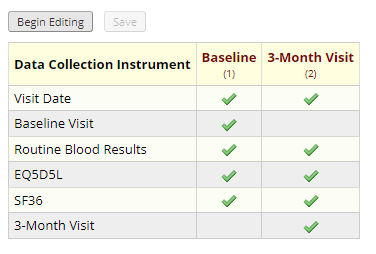 Begin Editing Save
Data Collection Instrument Baseline 3-Month Visit
(1) (2)
Visit Date
Baseline Visit
Routine Blood Results
EQ5D5L
SF36
3-Month Visit